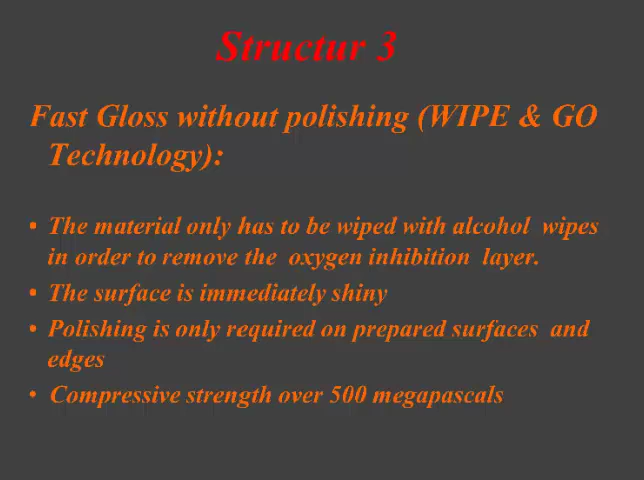 Structur 3
Fast Gloss without polishing (WIPE & GO
Technology):
• The material only has to be wiped with alcohol wipes
in order to remove the oxygen inhibition layer.
• The surface is immediately shiny
• Polishing is only required on prepared surfaces and
edges
• Compressive strength over 500 megapascals